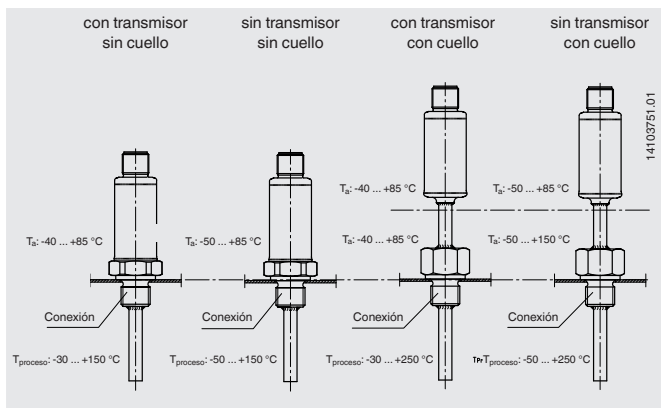 con transmisor
sin cuello
sin transmisor
sin cuello
con transmisor
con cuello
sin transmisor
con cuello
14103751.01
Ta: -40 ... +85 °C
Ta: -50 ... +85 °C
Ta: -40 ... +85 °C
Ta: -50 ... +85 °C
Ta: -40 ... +85 °C
Ta: -50 ... +150 °C
Conexión
Conexión
Conexión
Conexión
Tproceso: -30 ... +150 °C
Tproceso: -50 ... +150 °C
Tproceso: -30 ... +250 °C
Tproceso: -50 ... +250 °C